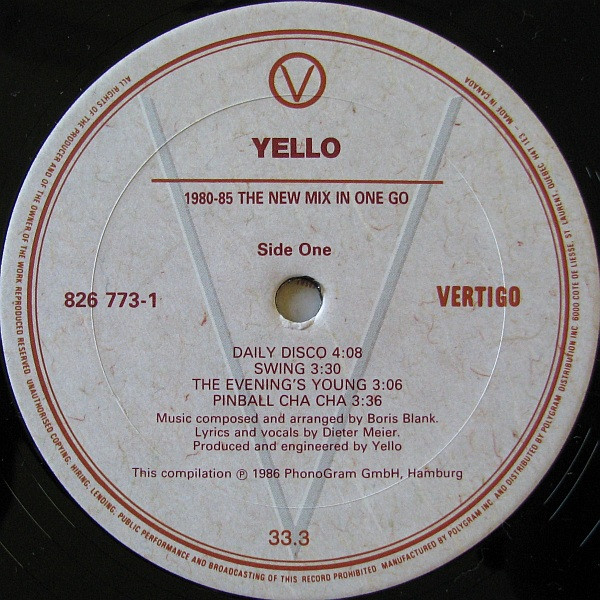 V
YELLO
1980-85 THE NEW MIX IN ONE GO
Side One
826 773-1
VERTIGO
DAILY DISCO 4:08
SWING 3:30
THE EVENING'S YOUNG 3:06
PINBALL CHA CHA 3:36
Music composed and arranged by Boris Blank.
Lyrics and vocals by Dieter Meier.
Produced and engineered by Yello
This compilation ℗ 1986 PhonoGram GmbH, Hamburg
33.3
ALL RIGHTS OF THE PRODUCER AND OF THE OWNER OF THE WORK REPRODUCED RESERVED. UNAUTHORISED COPYING, HIRING, LENDING, PUBLIC PERFORMANCE AND BROADCASTING OF THIS RECORD PROHIBITED. MANUFACTURED BY POLYGRAM INC. AND DISTRIBUTED BY POLYGRAM DISTRIBUTION INC. 6000 COTE DE LIESSE, ST. LAURENT, QUEBEC H4T 1E3 – MADE IN CANADA